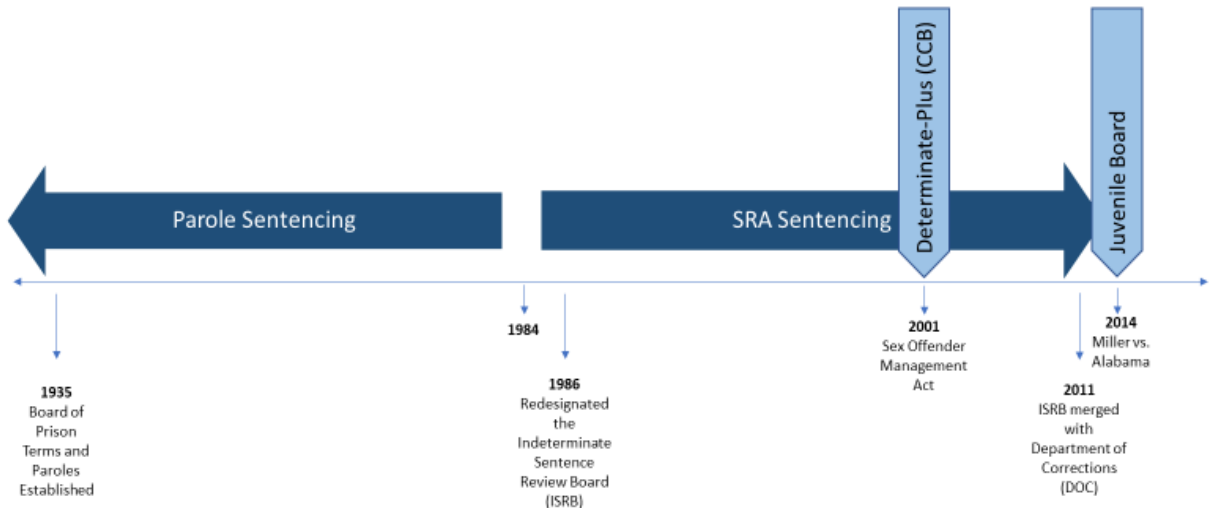 Parole Sentencing
SRA Sentencing
Determinate-Plus (CCB)
Juvenile Board
1935
Board of
Prison
Terms and
Paroles
Established
1984
1986
Redesignated
the
Indeterminate
Sentence
Review Board
(ISRB)
2001
Sex Offender
Management
Act
2011
ISRB merged
with
Department of
Corrections
(DOC)
2014
Miller vs.
Alabama